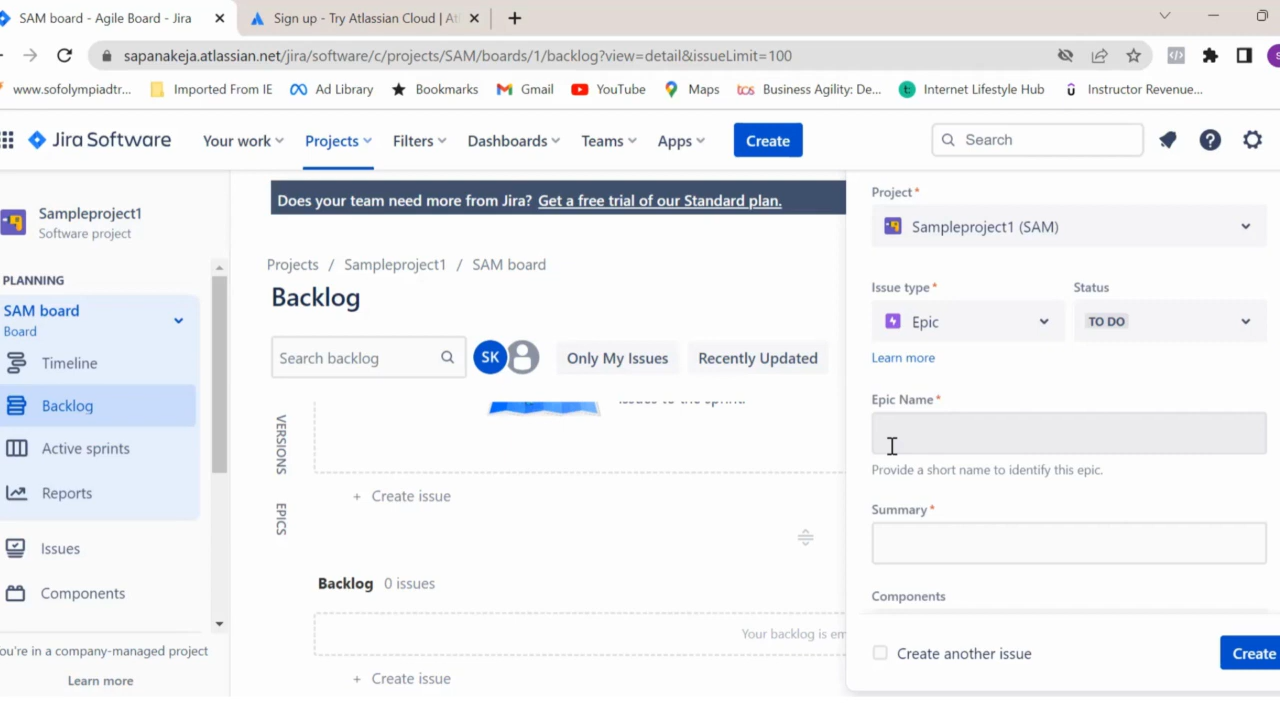 SAM board - Agile Board - Jira
Sign up - Try Atlassian Cloud | At
sapanakeja.atlassian.net/jira/software/c/projects/SAM/boards/1/backlog?view=detail&issueLimit=100
www.sofolympiadtr...
Imported From IE
Ad Library
Bookmarks
Gmail
YouTube
Maps
tcs Business Agility: De...
Internet Lifestyle Hub
Instructor Revenue...
Jira Software
Your work
Projects
Filters
Dashboards
Teams
Apps
Create
Search
Sampleproject1
Software project
PLANNING
SAM board
Board
Timeline
Backlog
Active sprints
Reports
Issues
Components
ou're in a company-managed project
Learn more
Does your team need more from Jira? Get a free trial of our Standard plan.
Projects / Sampleproject1 / SAM board
Backlog
Search backlog
SK
Only My Issues
Recently Updated
VERSIONS
EPICS
issues to the sprint.
+ Create issue
Backlog 0 issues
Your backlog is em
+ Create issue
Project*
Sampleproject1 (SAM)
Issue type*
Status
Epic
TO DO
Learn more
Epic Name*
Provide a short name to identify this epic.
Summary*
Components
Create another issue
Create